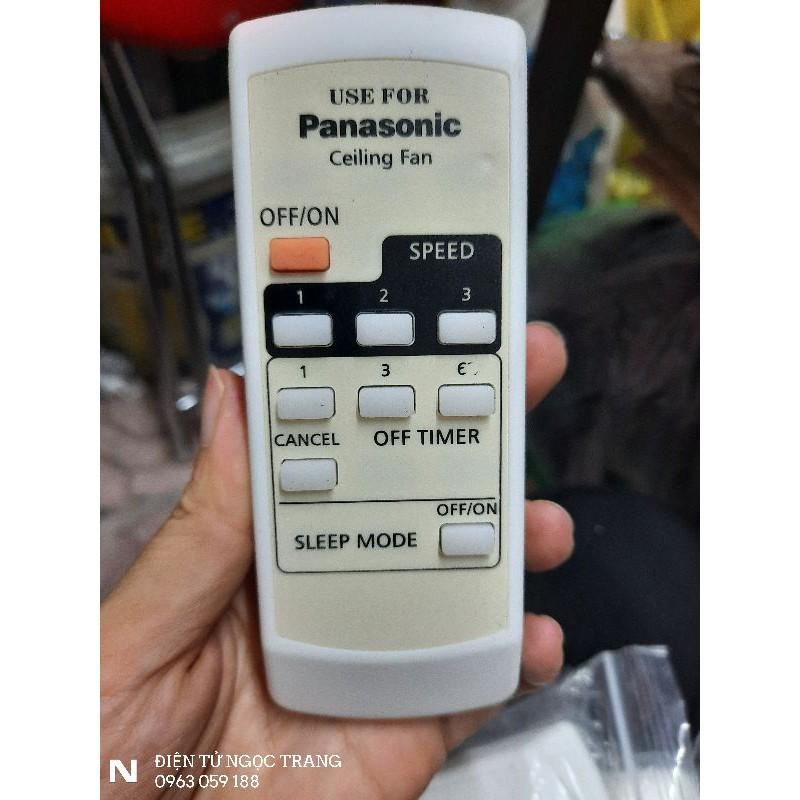 USE FOR
Panasonic
Ceiling Fan
OFF/ON
SPEED
1 2 3
1 3
CANCEL OFF TIMER
OFF/ON
SLEEP MODE
N ĐIỆN TỬ NGỌC TRANG
0963 059 188